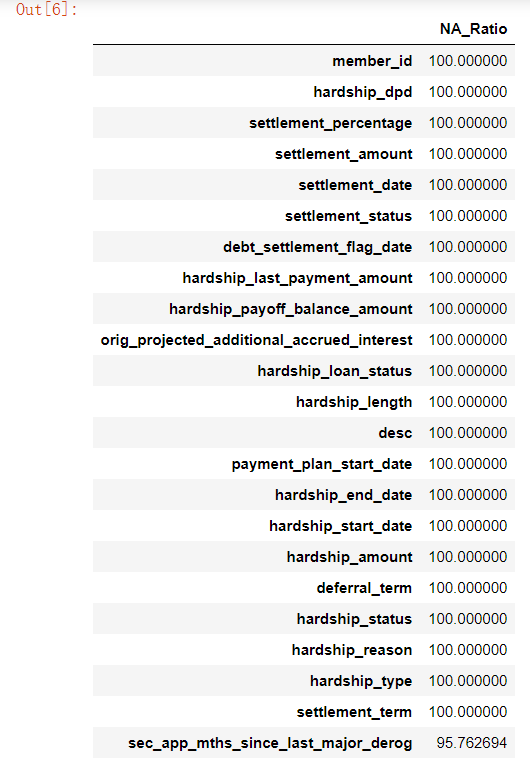 Out[6]:
NA_Ratio
member_id 100.000000
hardship_dpd 100.000000
settlement_percentage 100.000000
settlement_amount 100.000000
settlement_date 100.000000
settlement_status 100.000000
debt_settlement_flag_date 100.000000
hardship_last_payment_amount 100.000000
hardship_payoff_balance_amount 100.000000
orig_projected_additional_accrued_interest 100.000000
hardship_loan_status 100.000000
hardship_length 100.000000
desc 100.000000
payment_plan_start_date 100.000000
hardship_end_date 100.000000
hardship_start_date 100.000000
hardship_amount 100.000000
deferral_term 100.000000
hardship_status 100.000000
hardship_reason 100.000000
hardship_type 100.000000
settlement_term 100.000000
sec_app_mths_since_last_major_derog 95.762694